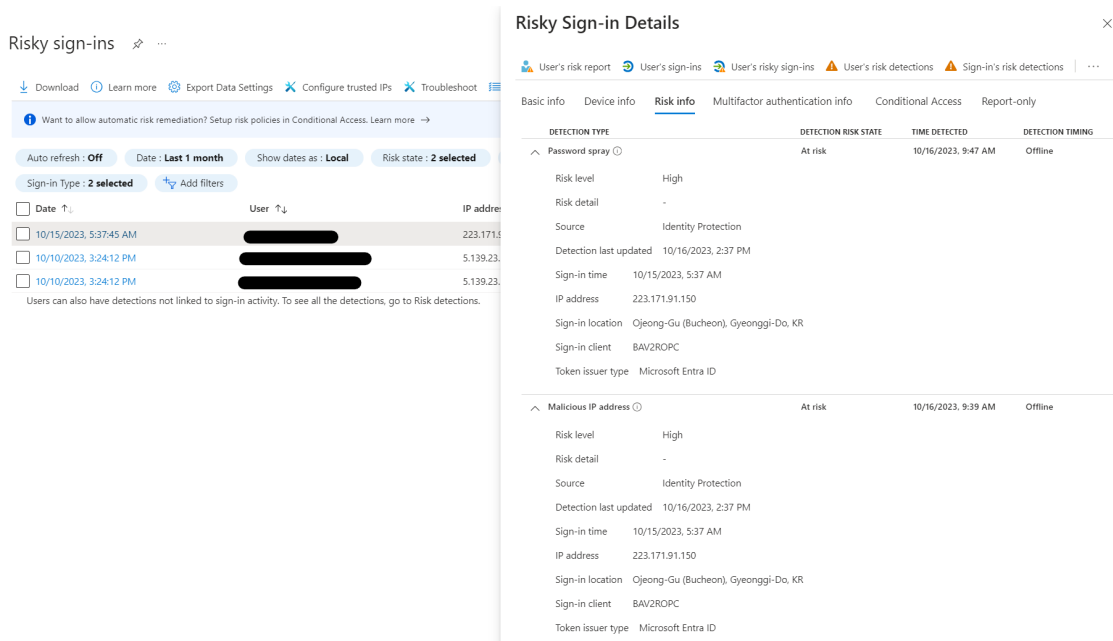 Risky sign-ins
Download Learn more Export Data Settings Configure trusted IPs Troubleshoot
Want to allow automatic risk remediation? Setup risk policies in Conditional Access. Learn more →
Auto refresh : Off Date : Last 1 month Show dates as : Local Risk state : 2 selected
Sign-in Type : 2 selected Add filters
Date ↑↓ User ↑↓ IP addres
10/15/2023, 5:37:45 AM 223.171.9
10/10/2023, 3:24:12 PM 5.139.23.
10/10/2023, 3:24:12 PM 5.139.23.
Users can also have detections not linked to sign-in activity. To see all the detections, go to Risk detections.
Risky Sign-in Details
User's risk report User's sign-ins User's risky sign-ins User's risk detections Sign-in's risk detections
Basic info Device info Risk info Multifactor authentication info Conditional Access Report-only
DETECTION TYPE DETECTION RISK STATE TIME DETECTED DETECTION TIMING
Password spray At risk 10/16/2023, 9:47 AM Offline
Risk level High
Risk detail -
Source Identity Protection
Detection last updated 10/16/2023, 2:37 PM
Sign-in time 10/15/2023, 5:37 AM
IP address 223.171.91.150
Sign-in location Ojeong-Gu (Bucheon), Gyeonggi-Do, KR
Sign-in client BAV2ROPC
Token issuer type Microsoft Entra ID
Malicious IP address At risk 10/16/2023, 9:39 AM Offline
Risk level High
Risk detail -
Source Identity Protection
Detection last updated 10/16/2023, 2:37 PM
Sign-in time 10/15/2023, 5:37 AM
IP address 223.171.91.150
Sign-in location Ojeong-Gu (Bucheon), Gyeonggi-Do, KR
Sign-in client BAV2ROPC
Token issuer type Microsoft Entra ID